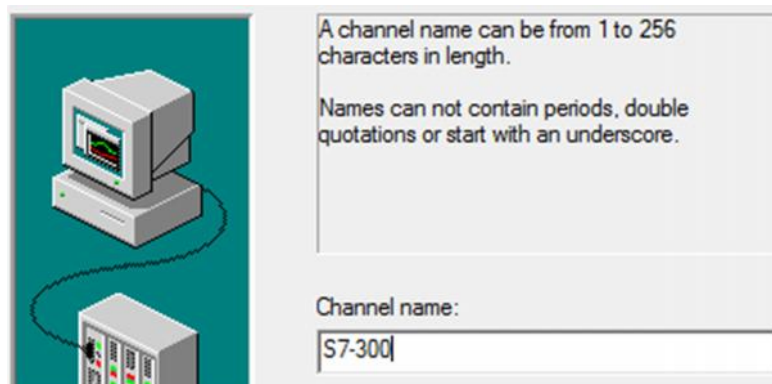 A channel name can be from 1 to 256
characters in length.
Names can not contain periods, double
quotations or start with an underscore.
Channel name:
S7-300